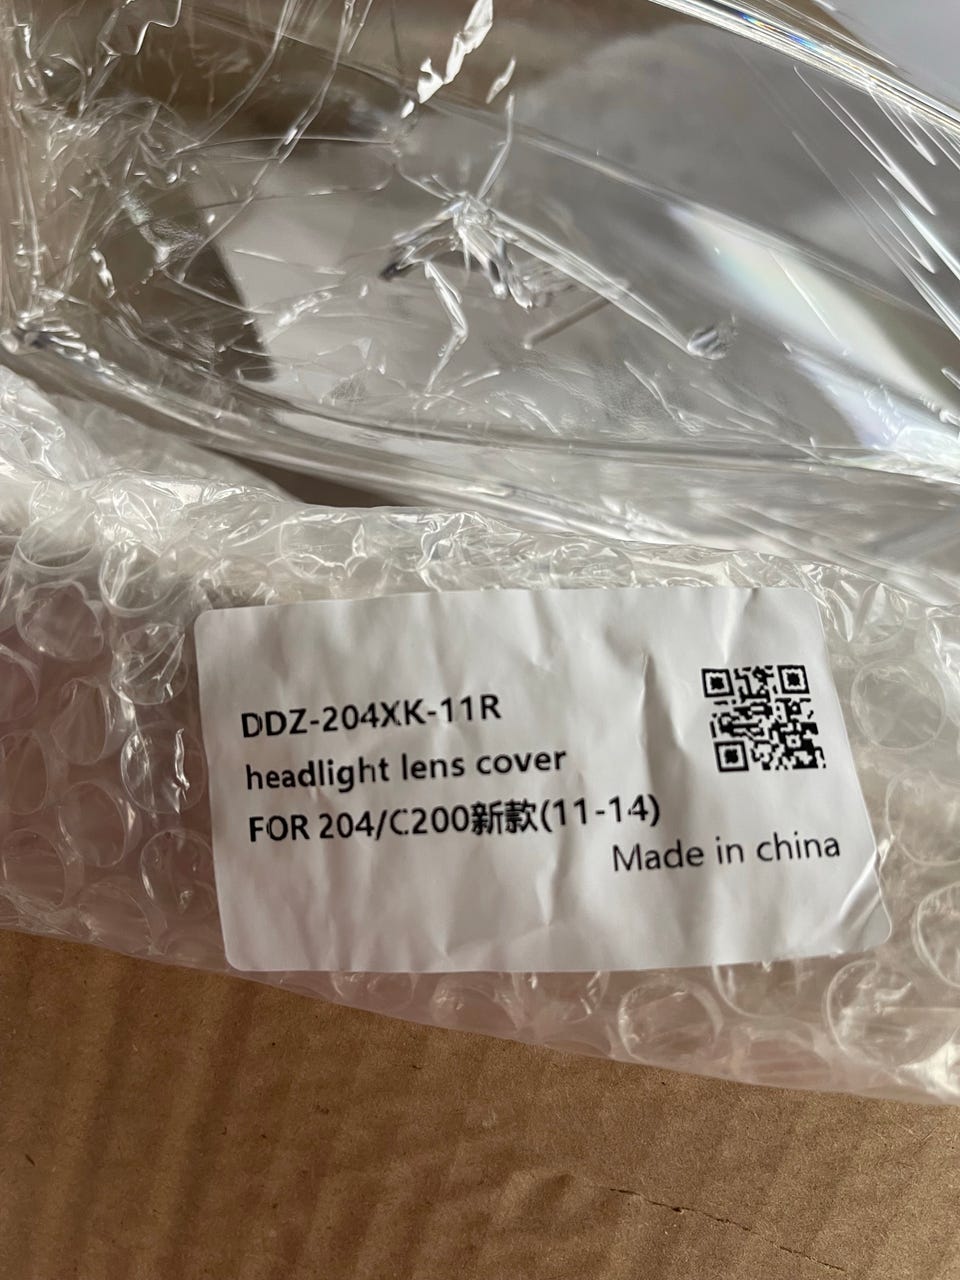 DDZ-204XK-11R
headlight lens cover
FOR 204/C200新款(11-14)
Made in china